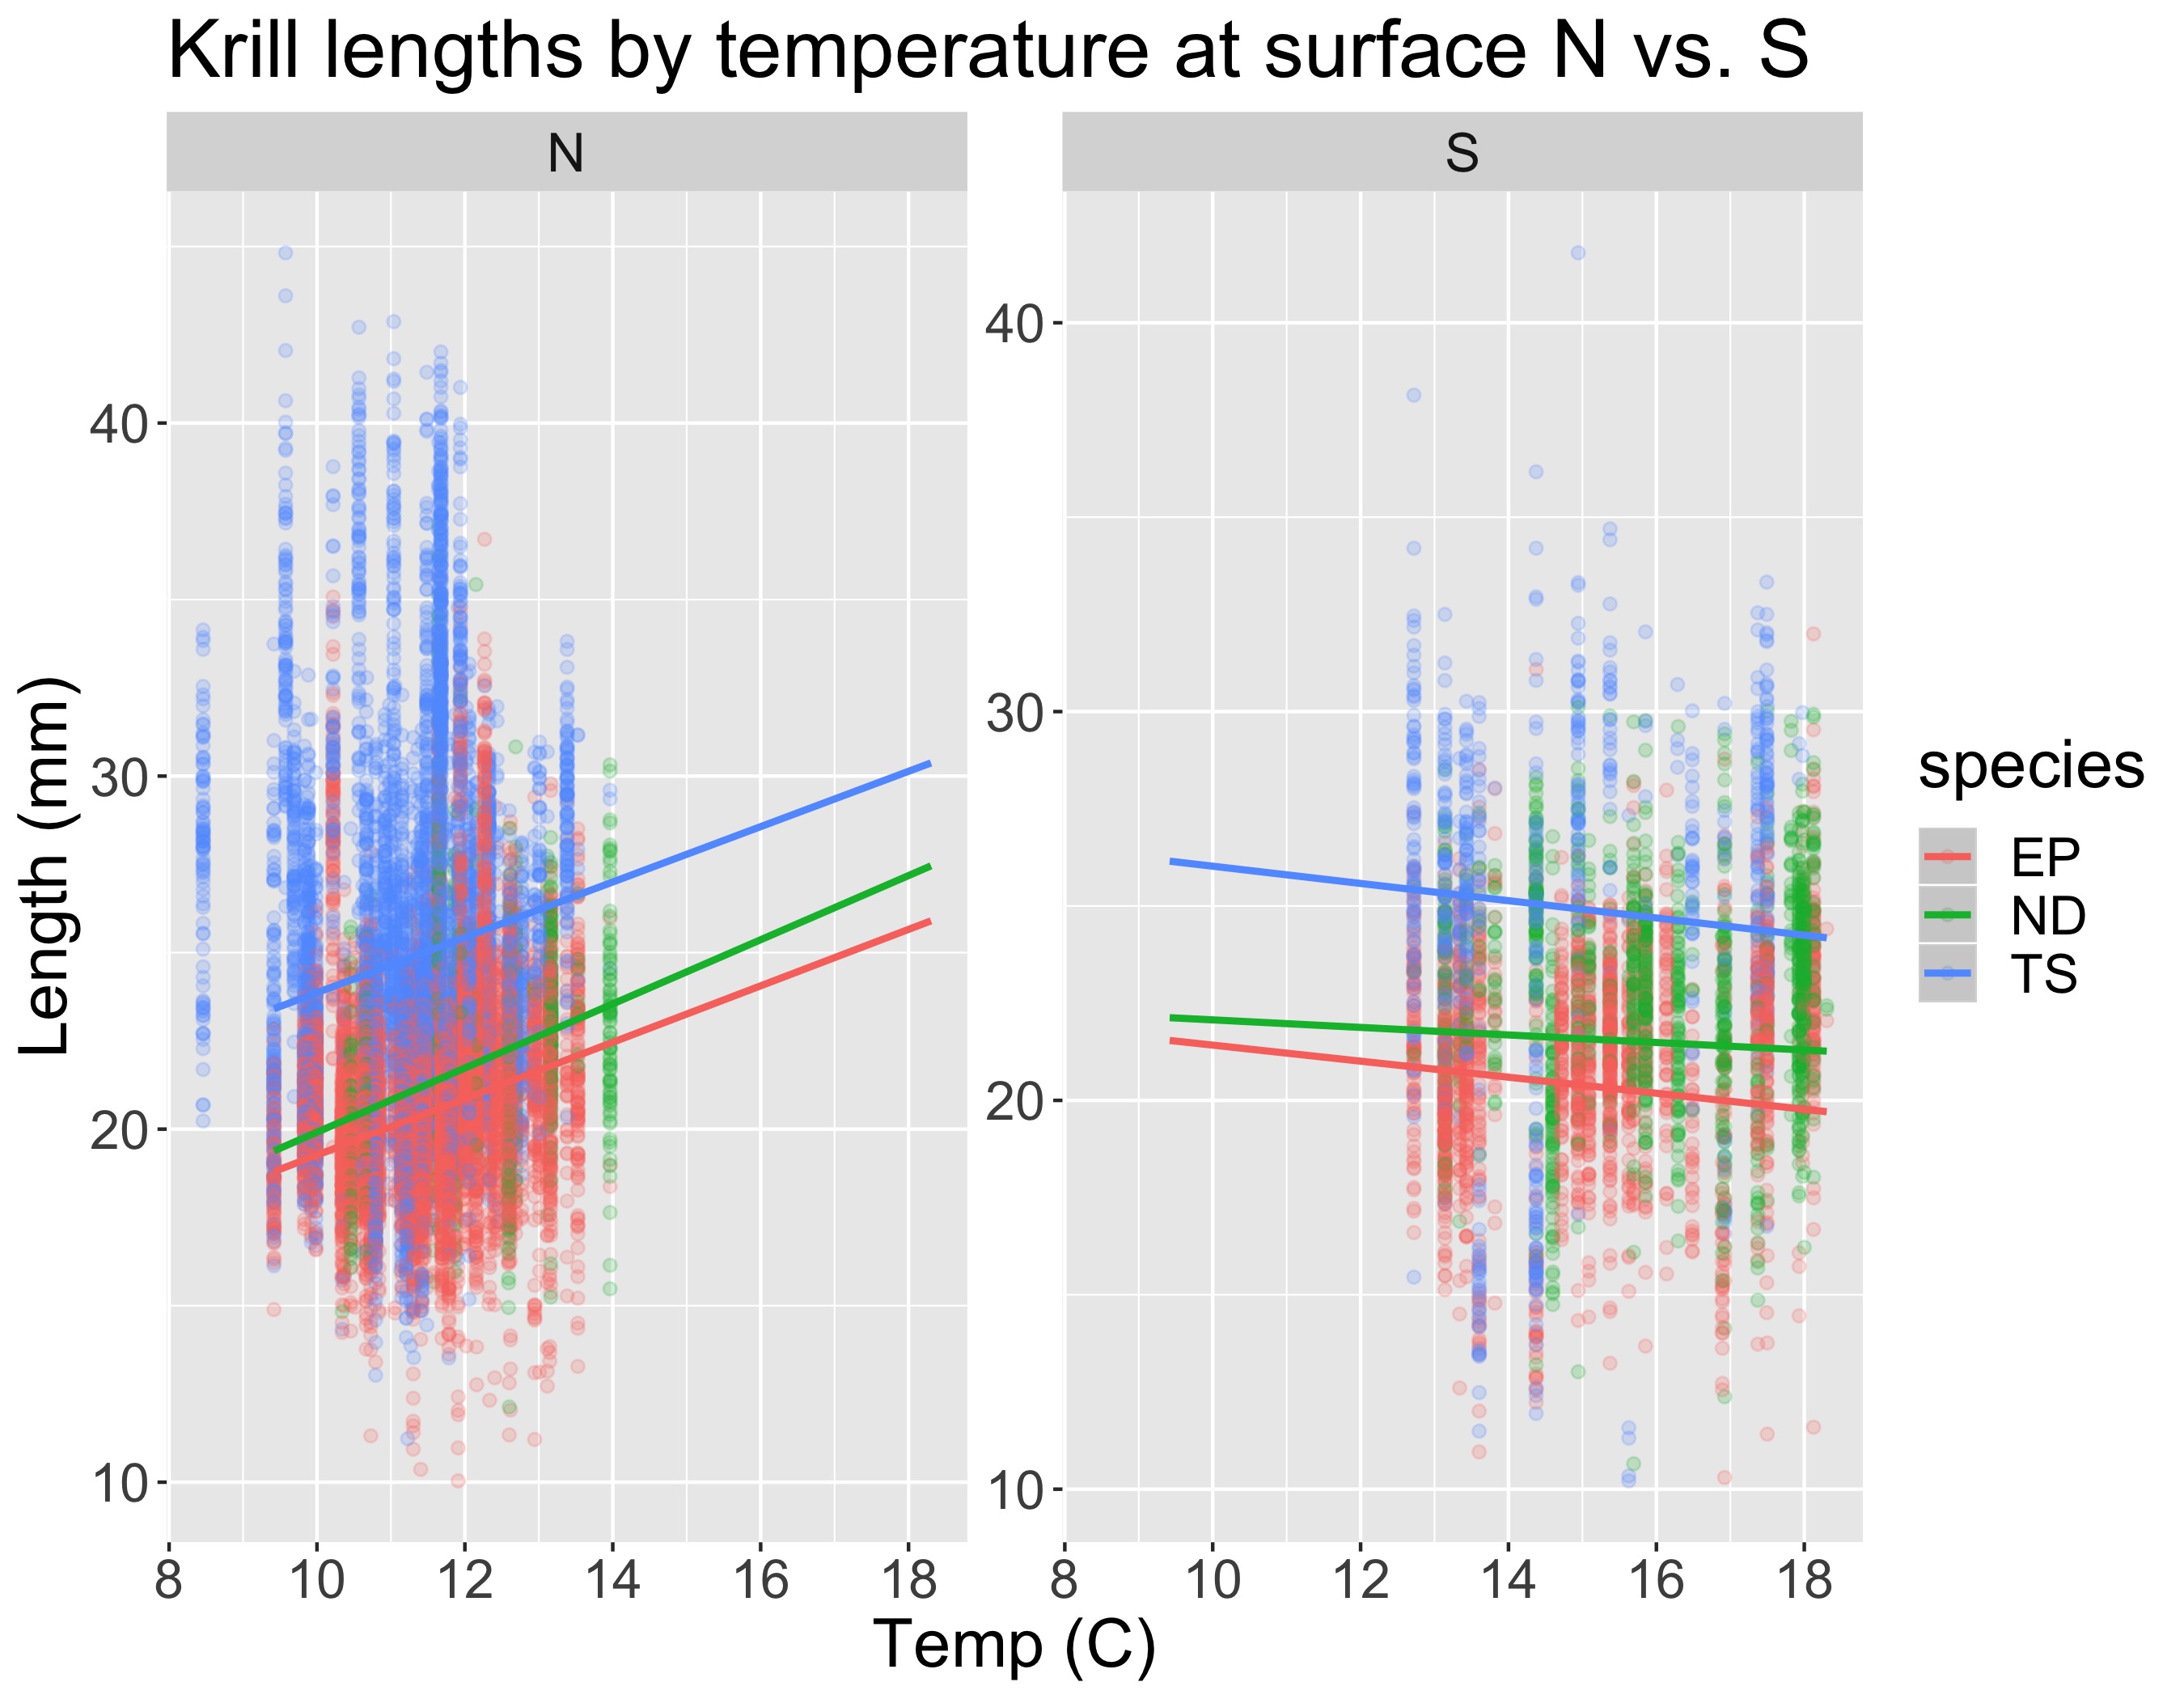 Krill lengths by temperature at surface N vs. S
N
S
40
30
20
10
40
30
20
10
Length (mm)
8 10 12 14 16 18
8 10 12 14 16 18
Temp (C)
species
EP
ND
TS